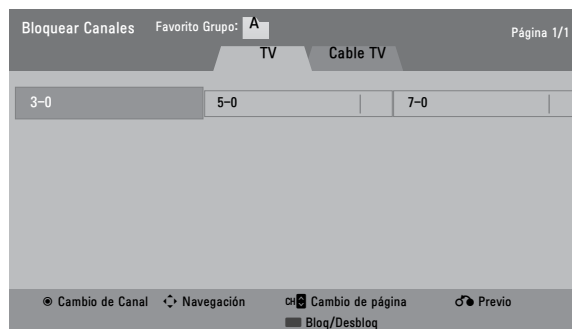 Bloquear Canales Favorito Grupo: A Página 1/1
TV Cable TV
3-0 5-0 7-0
Cambio de Canal Navegación CH Cambio de página Previo
Bloq/Desbloq